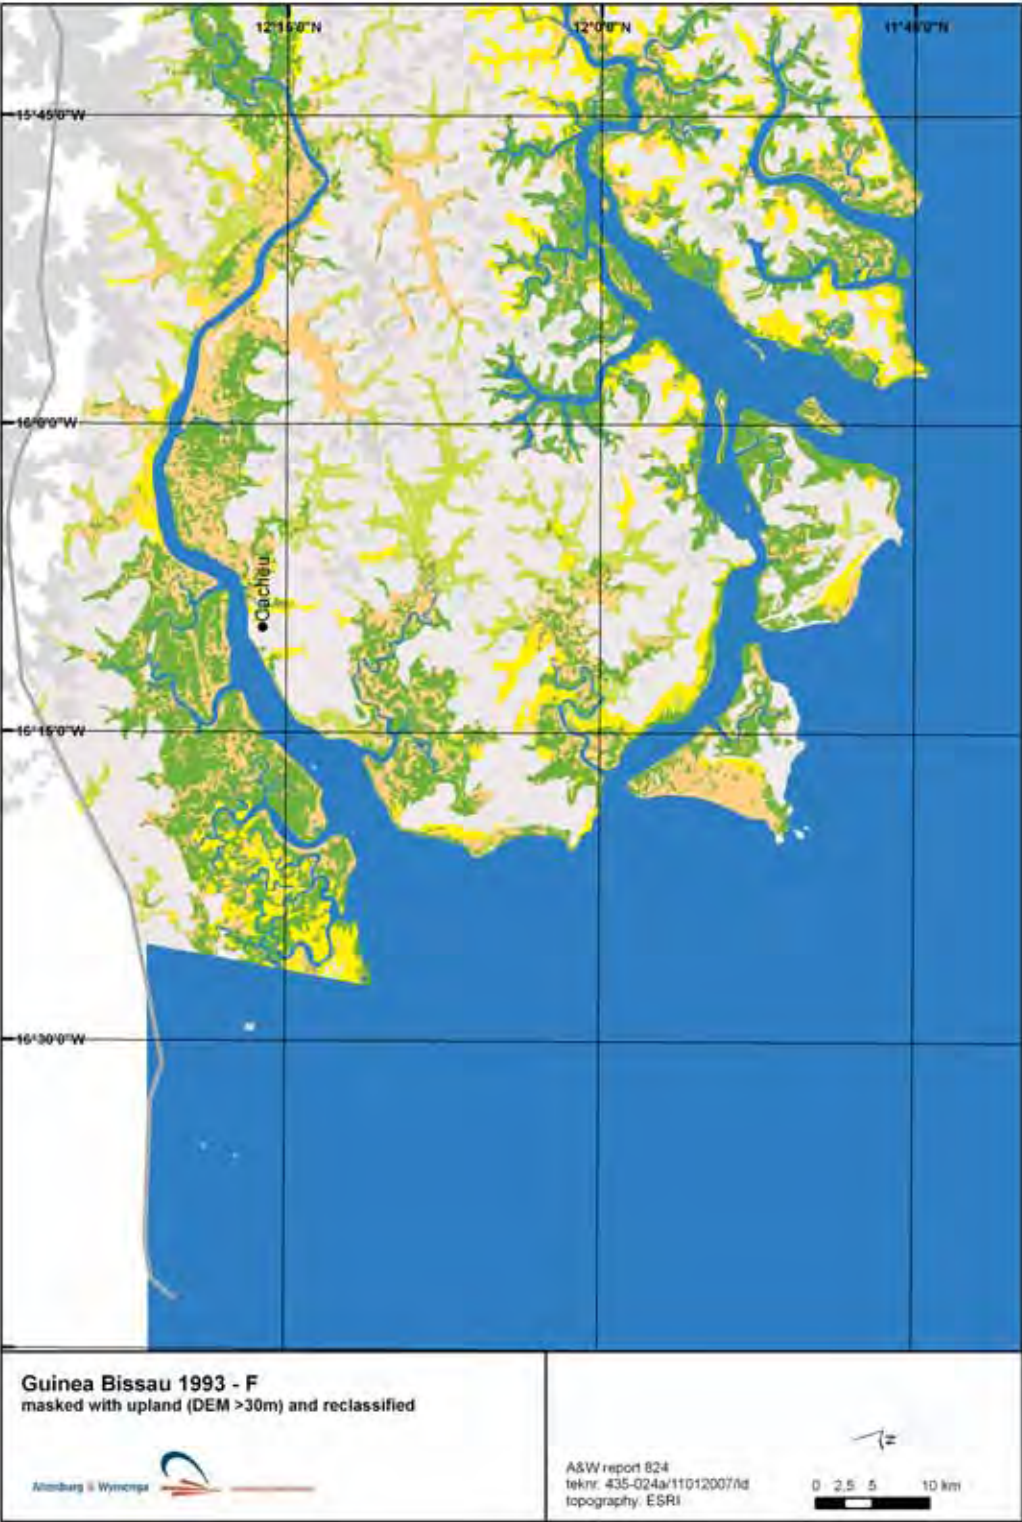 12°15'0"N 12°0'0"N 11°45'0"N
15°45'0"W
16°0'0"W
Cacheu
16°15'0"W
16°30'0"W
Guinea Bissau 1993 - F
masked with upland (DEM >30m) and reclassified
Altenburg & Wymenga
A&W report 824
teknr. 435-024a/11012007/ld
topography: ESRI
0 2,5 5 10 km